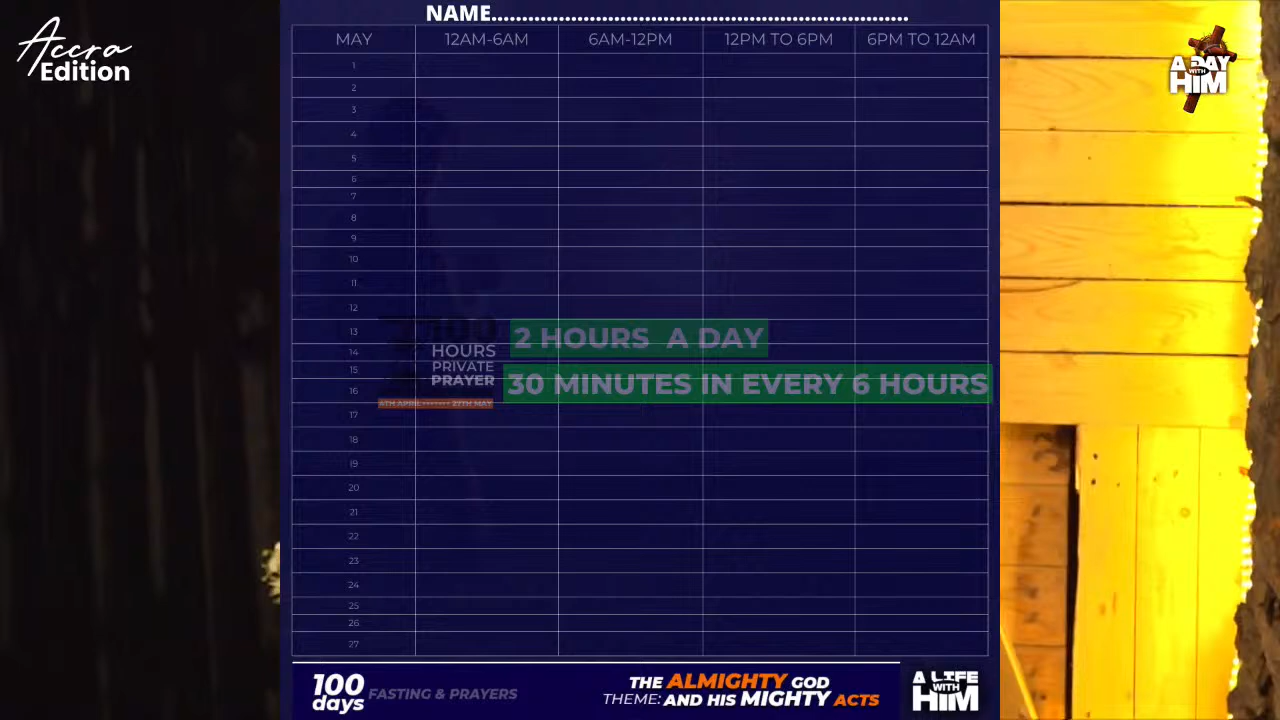 Accra
Edition
A DAY
WITH
HIM
NAME
MAY 12AM-6AM 6AM-12PM 12PM TO 6PM 6PM TO 12AM
1
2
3
4
5
6
7
8
9
10
11
12
13
14
15
16
17
18
19
20
21
22
23
24
25
26
27
100
HOURS
PRIVATE
PRAYER
2 HOURS A DAY
30 MINUTES IN EVERY 6 HOURS
100
days
FASTING & PRAYERS
THE ALMIGHTY GOD
THEME: AND HIS MIGHTY ACTS
A LIFE
WITH
HIM